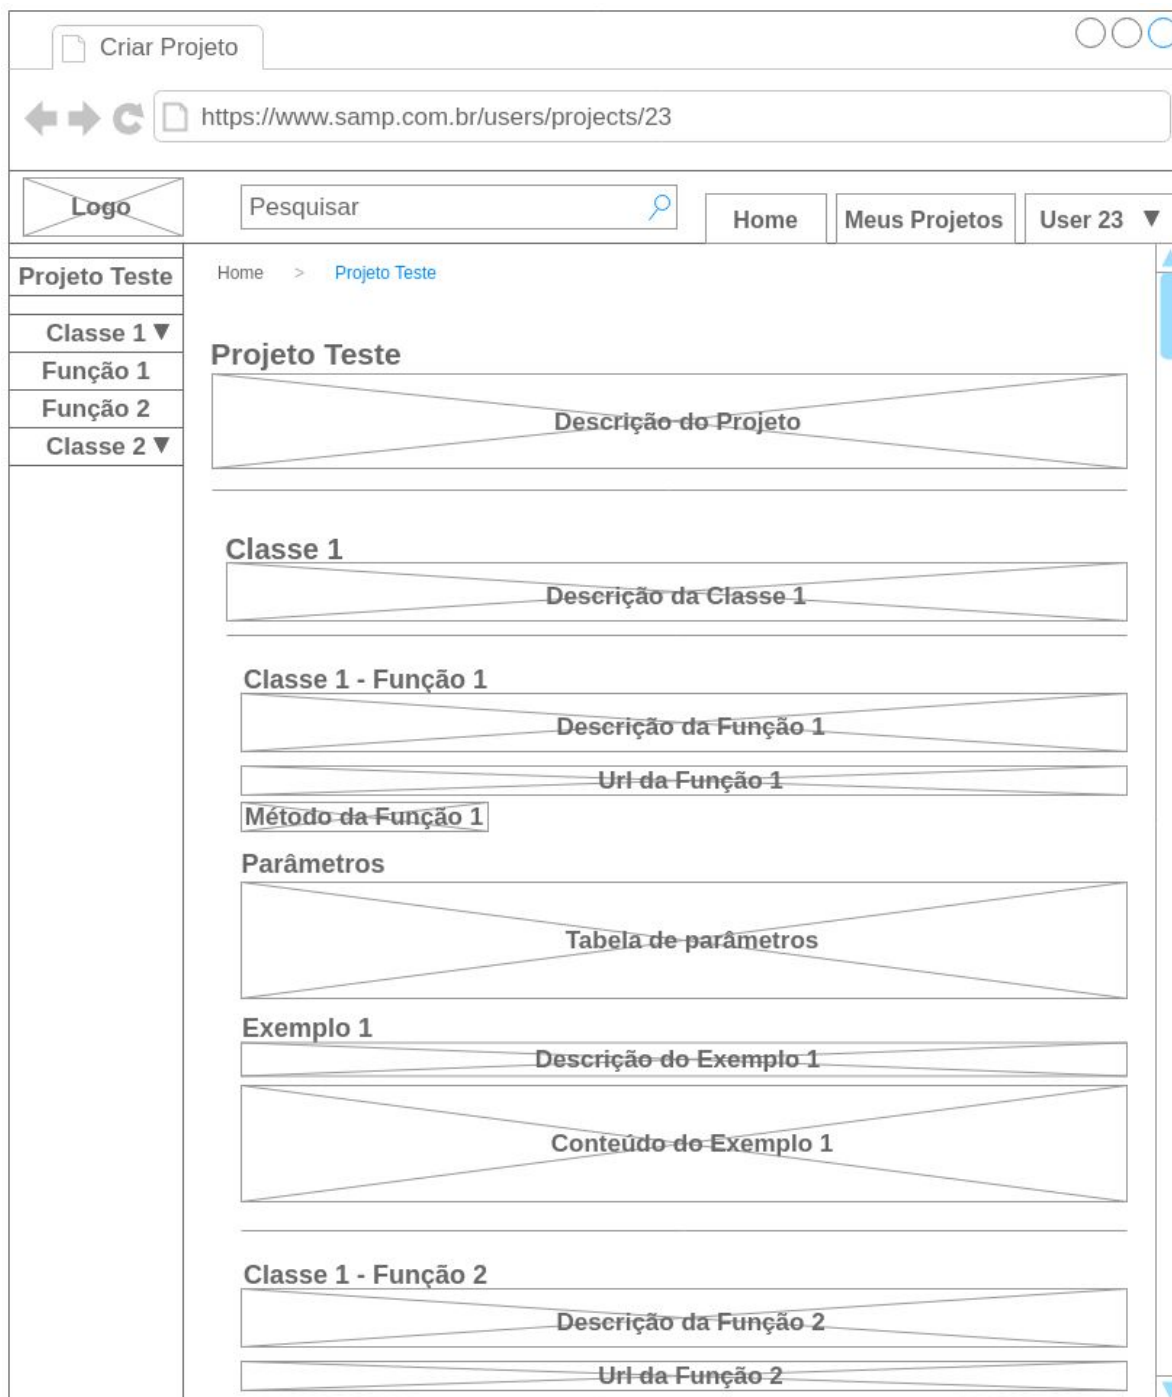 Criar Projeto
https://www.samp.com.br/users/projects/23
Logo
Pesquisar
Home
Meus Projetos
User 23
Projeto Teste
Classe 1
Função 1
Função 2
Classe 2
Home > Projeto Teste
Projeto Teste
Descrição do Projeto
Classe 1
Descrição da Classe 1
Classe 1 - Função 1
Descrição da Função 1
Url da Função 1
Método da Função 1
Parâmetros
Tabela de parâmetros
Exemplo 1
Descrição do Exemplo 1
Conteúdo do Exemplo 1
Classe 1 - Função 2
Descrição da Função 2
Url da Função 2